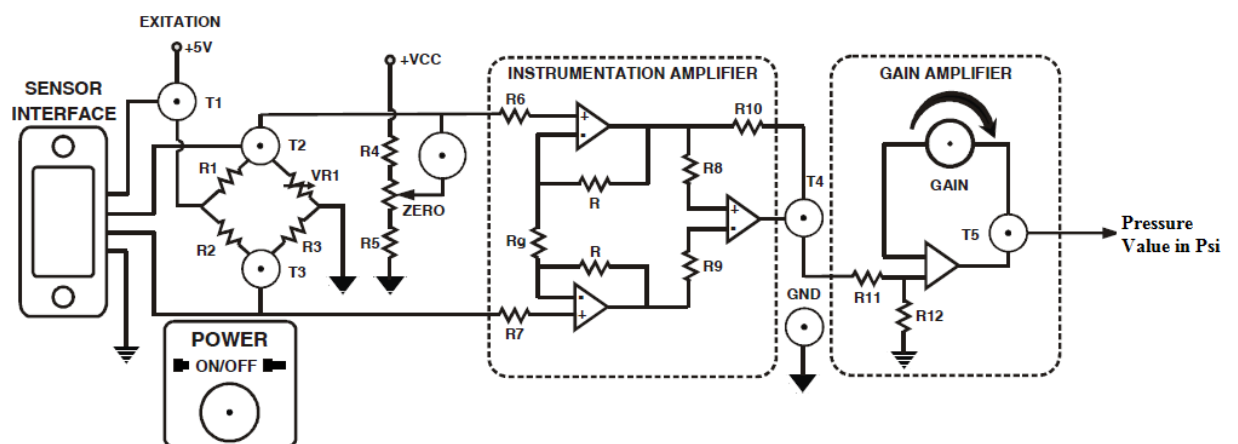 EXITATION
+5V
SENSOR
INTERFACE
T1
T2
R1
VR1
R2
R3
T3
POWER
ON/OFF
+VCC
R4
ZERO
R5
INSTRUMENTATION AMPLIFIER
R6
R10
R8
R
Rg
R
R9
R7
T4
GND
GAIN AMPLIFIER
GAIN
T5
R11
R12
Pressure
Value in Psi
+
-
-
+
+
-